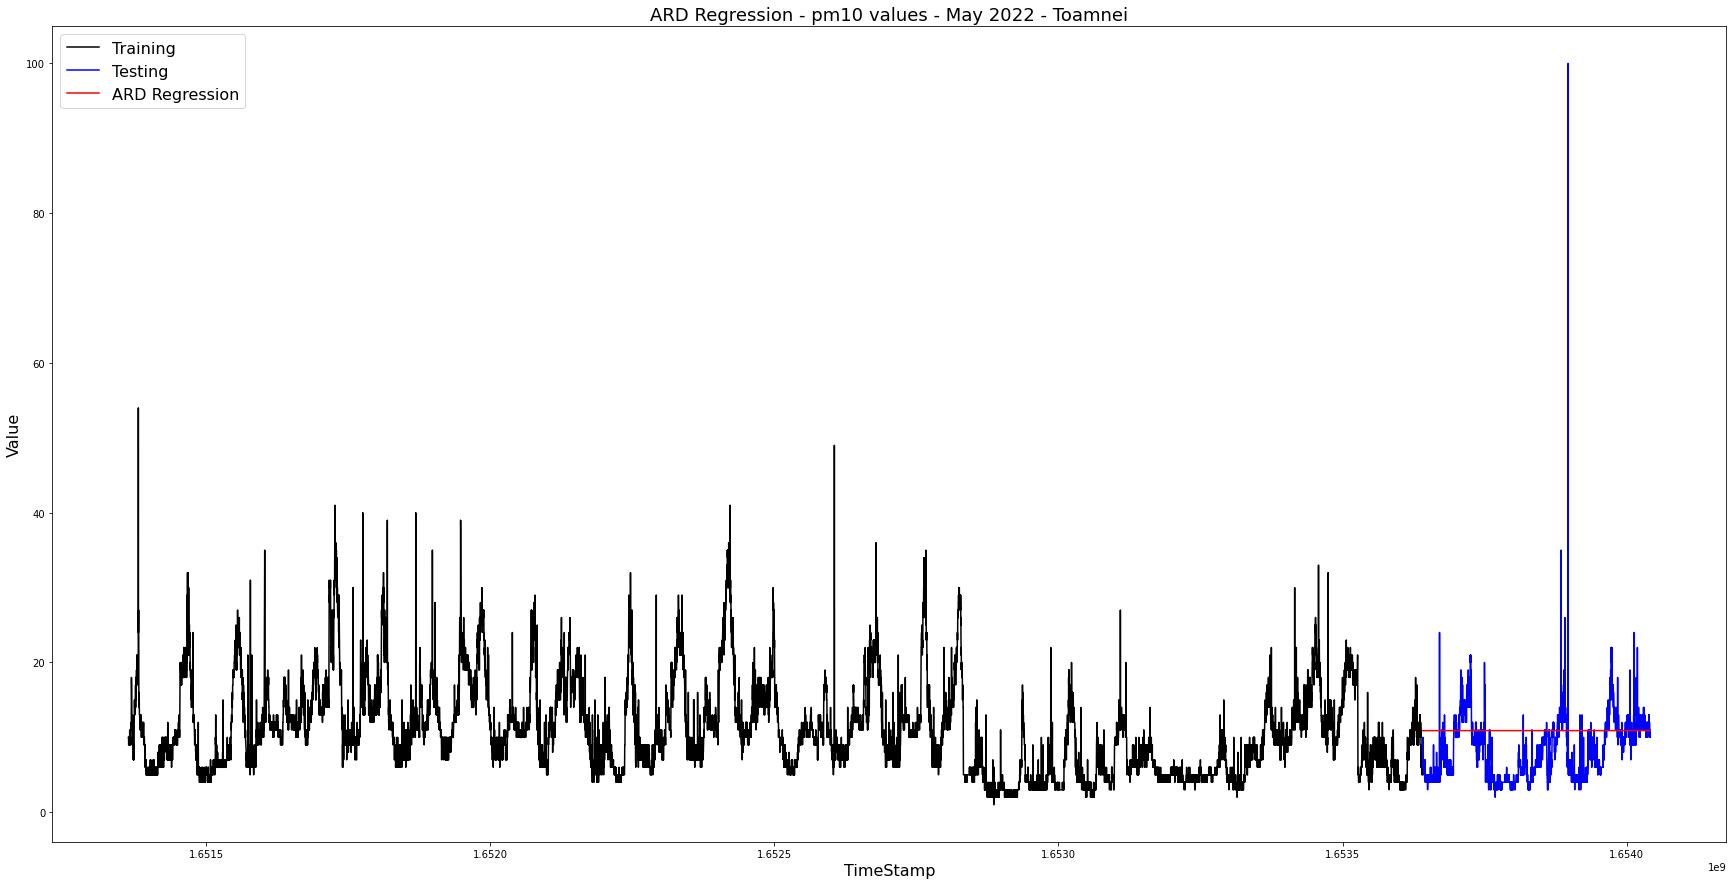 ARD Regression - pm10 values - May 2022 - Toamnei
Training
Testing
ARD Regression
Value
100
80
60
40
20
0
1.6515
1.6520
1.6525
1.6530
1.6535
1.6540
1e9
TimeStamp